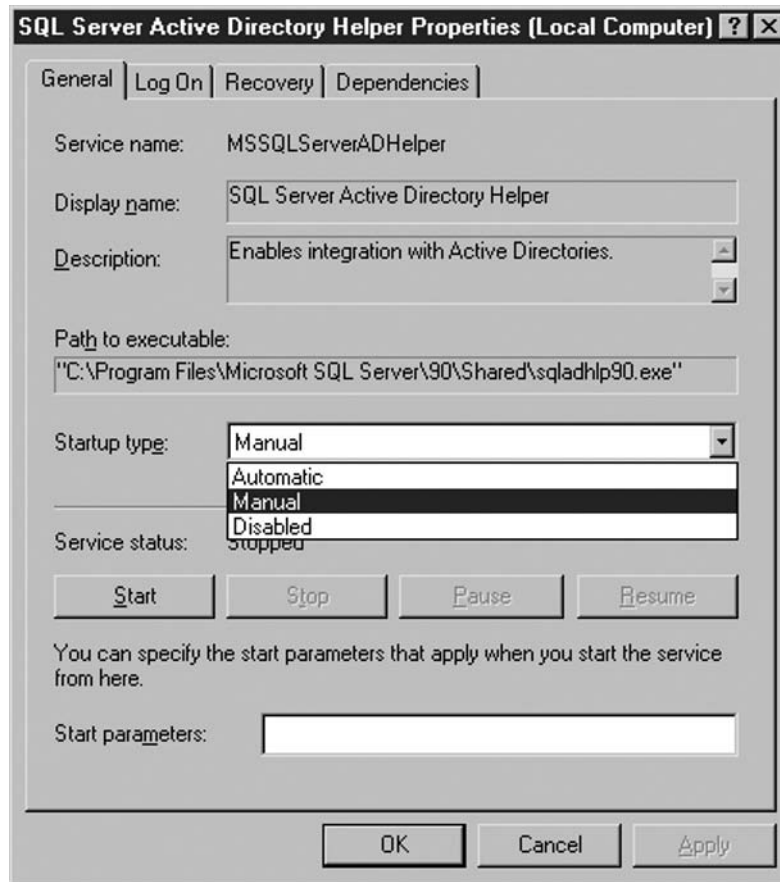 SQL Server Active Directory Helper Properties (Local Computer) ? X
General Log On Recovery Dependencies
Service name: MSSQLServerADHelper
Display name: SQL Server Active Directory Helper
Description: Enables integration with Active Directories.
Path to executable:
"C:\Program Files\Microsoft SQL Server\90\Shared\sqladhlp90.exe"
Startup type: Manual
Automatic
Manual
Disabled
Service status: Stopped
Start Stop Pause Resume
You can specify the start parameters that apply when you start the service
from here.
Start parameters:
OK Cancel Apply